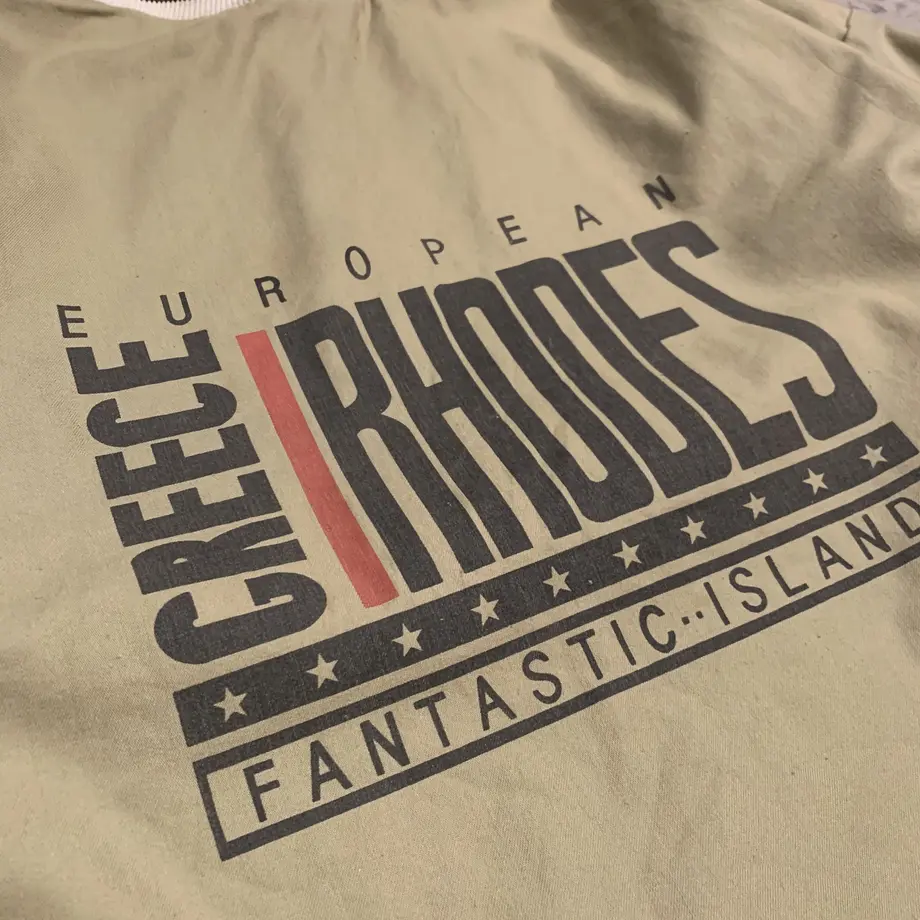 EUROPEAN
GREECE
RHODES
FANTASTIC··ISLAND